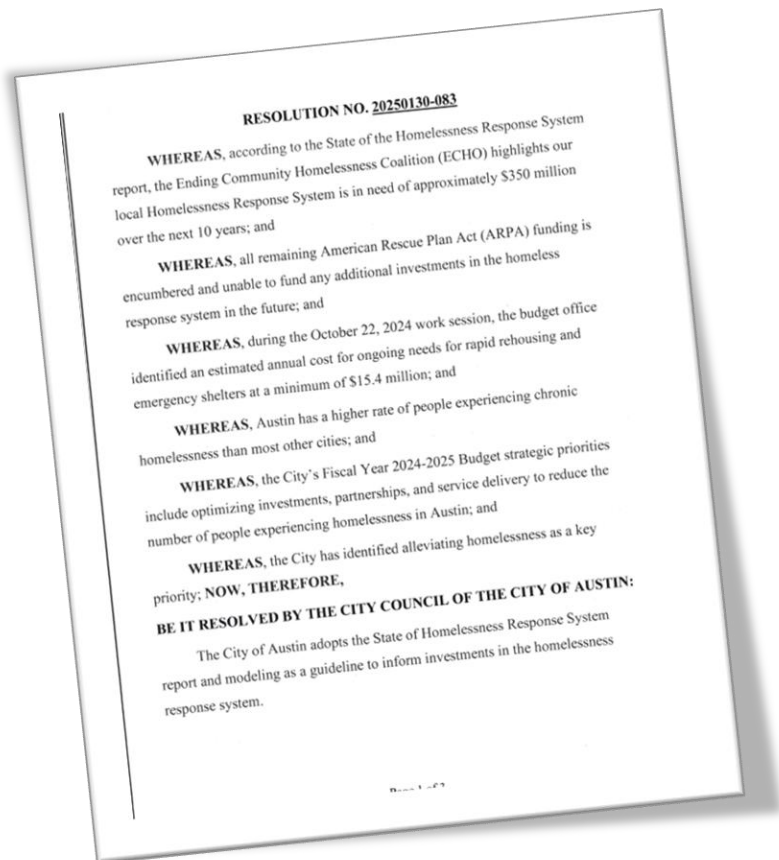 RESOLUTION NO. 20250130-083
WHEREAS, according to the State of the Homelessness Response System
report, the Ending Community Homelessness Coalition (ECHO) highlights our
local Homelessness Response System is in need of approximately $350 million
over the next 10 years; and
WHEREAS, all remaining American Rescue Plan Act (ARPA) funding is
encumbered and unable to fund any additional investments in the homeless
response system in the future; and
WHEREAS, during the October 22, 2024 work session, the budget office
identified an estimated annual cost for ongoing needs for rapid rehousing and
emergency shelters at a minimum of $15.4 million; and
WHEREAS, Austin has a higher rate of people experiencing chronic
homelessness than most other cities; and
WHEREAS, the City's Fiscal Year 2024-2025 Budget strategic priorities
include optimizing investments, partnerships, and service delivery to reduce the
number of people experiencing homelessness in Austin; and
WHEREAS, the City has identified alleviating homelessness as a key
priority; NOW, THEREFORE,
BE IT RESOLVED BY THE CITY COUNCIL OF THE CITY OF AUSTIN:
The City of Austin adopts the State of Homelessness Response System
report and modeling as a guideline to inform investments in the homelessness
response system.